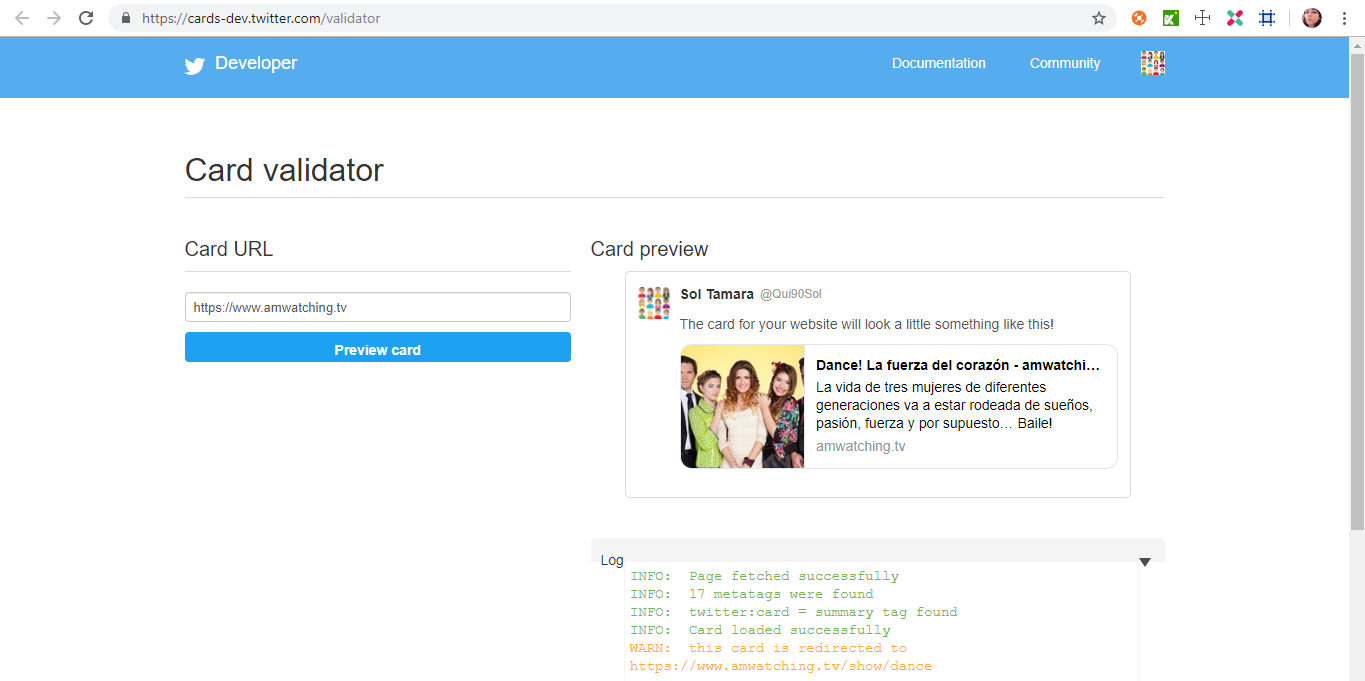 https://cards-dev.twitter.com/validator
Developer
Documentation
Community
Card validator
Card URL
https://www.amwatching.tv
Preview card
Card preview
Sol Tamara @Qui90Sol
The card for your website will look a little something like this!
Dance! La fuerza del corazón - amwatchi…
La vida de tres mujeres de diferentes
generaciones va a estar rodeada de sueños,
pasión, fuerza y por supuesto… Baile!
amwatching.tv
Log
INFO: Page fetched successfully
INFO: 17 metatags were found
INFO: twitter:card = summary tag found
INFO: Card loaded successfully
WARN: this card is redirected to
https://www.amwatching.tv/show/dance